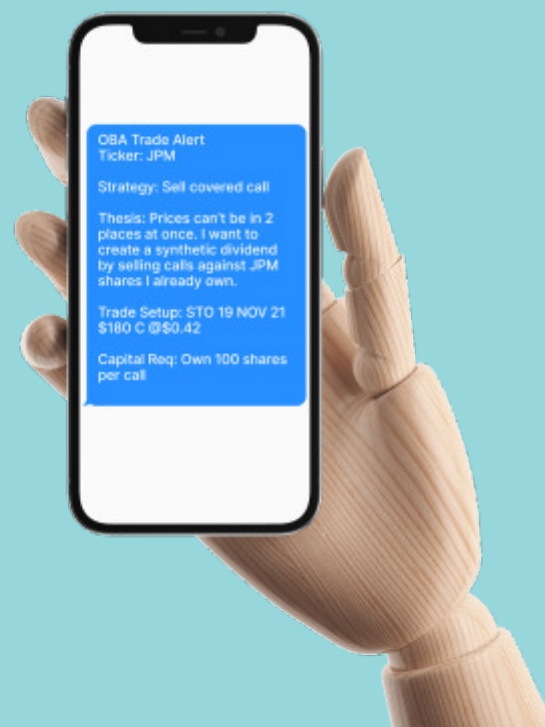 OBA Trade Alert
Ticker: JPM
Strategy: Sell covered call
Thesis: Prices can't be in 2
places at once. I want to
create a synthetic dividend
by selling calls against JPM
shares I already own.
Trade Setup: STO 19 NOV 21
$180 C @$0.42
Capital Req: Own 100 shares
per call